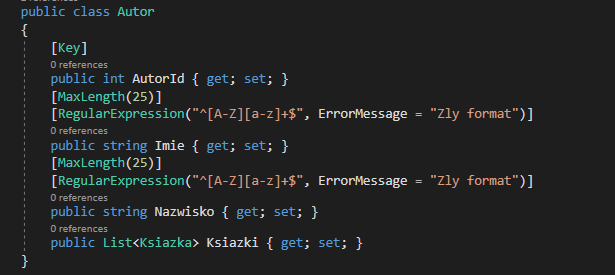 public class Autor
{
[Key]
0 references
public int AutorId { get; set; }
[MaxLength(25)]
[RegularExpression("^[A-Z][a-z]+$", ErrorMessage = "Zly format")]
0 references
public string Imie { get; set; }
[MaxLength(25)]
[RegularExpression("^[A-Z][a-z]+$", ErrorMessage = "Zly format")]
0 references
public string Nazwisko { get; set; }
0 references
public List<Ksiazka> Ksiazki { get; set; }
}